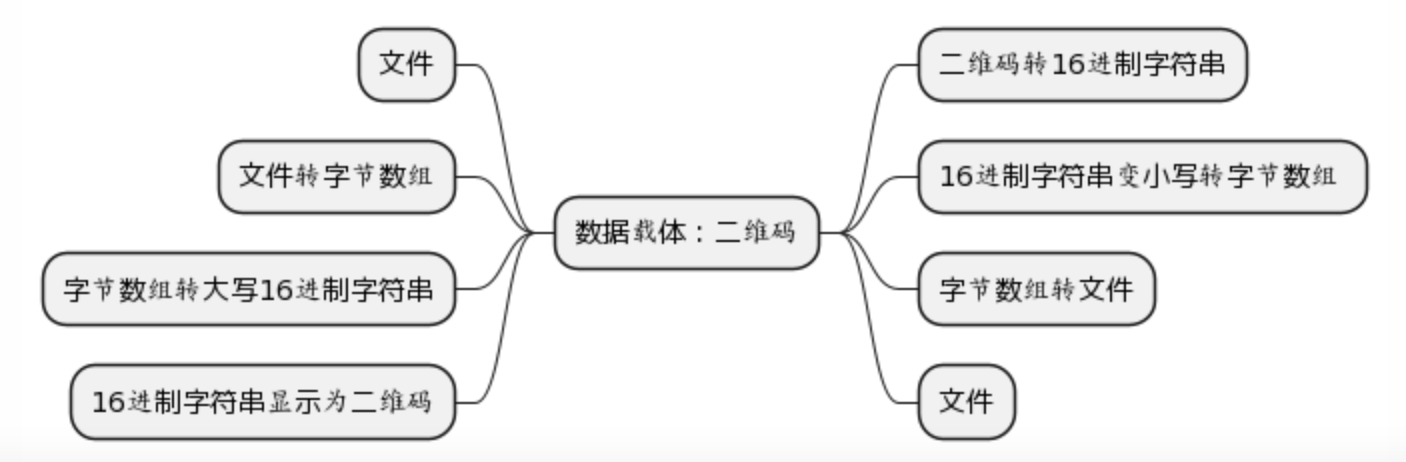 文件
文件转字节数组
字节数组转大写16进制字符串
16进制字符串显示为二维码
数据载体：二维码
二维码转16进制字符串
16进制字符串变小写转字节数组
字节数组转文件
文件